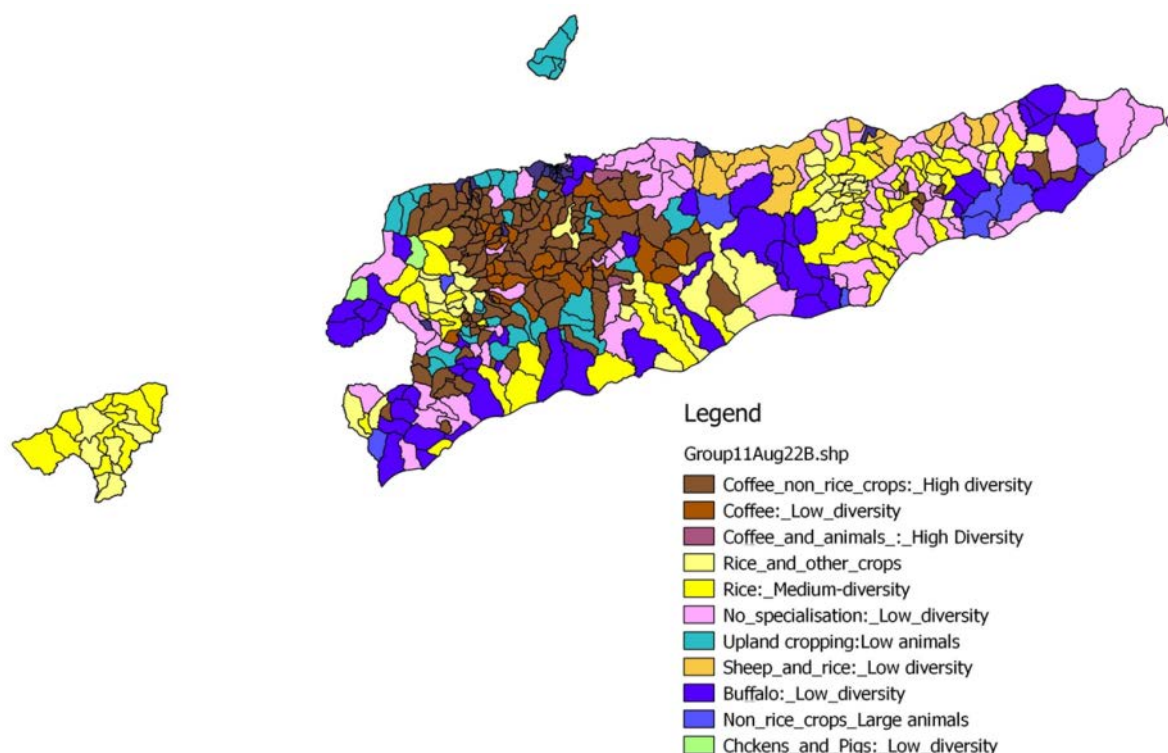 Legend
Group11Aug22B.shp
Coffee_non_rice_crops:_High diversity
Coffee:_Low_diversity
Coffee_and_animals_:_High Diversity
Rice_and_other_crops
Rice:_Medium-diversity
No_specialisation:_Low_diversity
Upland cropping:Low animals
Sheep_and_rice:_Low diversity
Buffalo:_Low_diversity
Non_rice_crops_Large animals
Chckens_and_Pigs:_Low_diversity